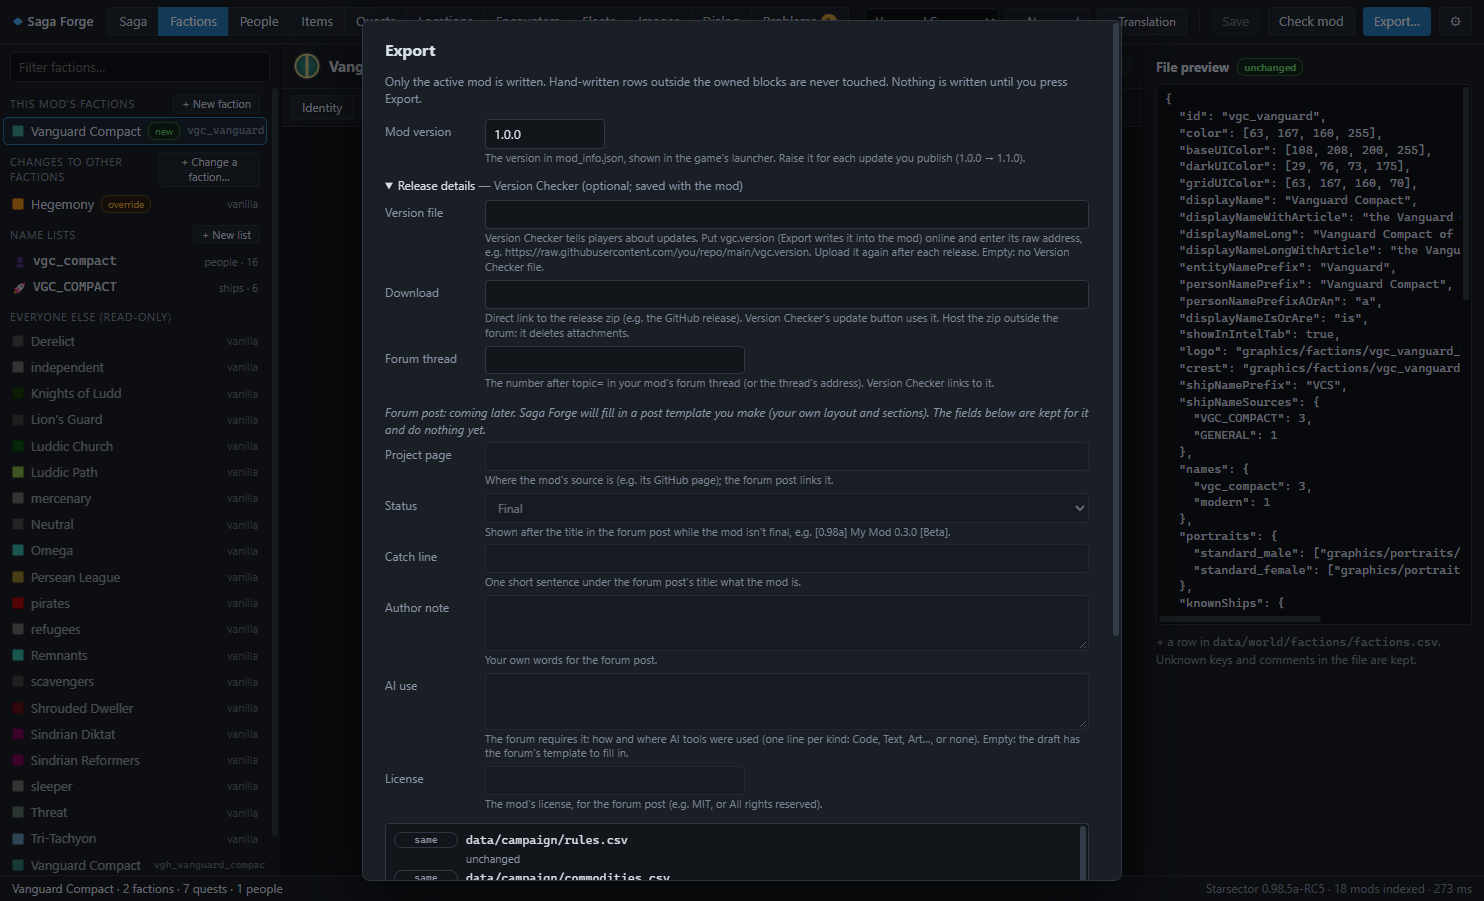 Saga Forge
Saga
Factions
People
Items
Save
Check mod
Export...
Translation
Filter factions...
THIS MOD'S FACTIONS
+ New faction
Vanguard Compact
new
vgc_vanguard
CHANGES TO OTHER
FACTIONS
+ Change a
faction...
Hegemony
override
vanilla
NAME LISTS
+ New list
vgc_compact
people · 16
VGC_COMPACT
ships · 6
EVERYONE ELSE (READ-ONLY)
Derelict
vanilla
independent
vanilla
Knights of Ludd
vanilla
Lion's Guard
vanilla
Luddic Church
vanilla
Luddic Path
vanilla
mercenary
vanilla
Neutral
vanilla
Omega
vanilla
Persean League
vanilla
pirates
vanilla
refugees
vanilla
Remnants
vanilla
scavengers
vanilla
Shrouded Dweller
vanilla
Sindrian Diktat
vanilla
Sindrian Reformers
vanilla
sleeper
vanilla
Threat
vanilla
Tri-Tachyon
vanilla
Vanguard Compact
vgh_vanguard_compac
Vang
Identity
Export
Only the active mod is written. Hand-written rows outside the owned blocks are never touched. Nothing is written until you press
Export.
Mod version
1.0.0
The version in mod_info.json, shown in the game's launcher. Raise it for each update you publish (1.0.0 → 1.1.0).
▼ Release details — Version Checker (optional; saved with the mod)
Version file
Version Checker tells players about updates. Put vgc.version (Export writes it into the mod) online and enter its raw address,
e.g. https://raw.githubusercontent.com/you/repo/main/vgc.version. Upload it again after each release. Empty: no Version
Checker file.
Download
Direct link to the release zip (e.g. the GitHub release). Version Checker's update button uses it. Host the zip outside the
forum: it deletes attachments.
Forum thread
The number after topic= in your mod's forum thread (or the thread's address). Version Checker links to it.
Forum post: coming later. Saga Forge will fill in a post template you make (your own layout and sections). The fields below are kept for it
and do nothing yet.
Project page
Where the mod's source is (e.g. its GitHub page); the forum post links it.
Status
Final
Shown after the title in the forum post while the mod isn't final, e.g. [0.98a] My Mod 0.3.0 [Beta].
Catch line
One short sentence under the forum post's title: what the mod is.
Author note
Your own words for the forum post.
AI use
The forum requires it: how and where AI tools were used (one line per kind: Code, Text, Art..., or none). Empty: the draft has
the forum's template to fill in.
License
The mod's license, for the forum post (e.g. MIT, or All rights reserved).
same
data/campaign/rules.csv
unchanged
same
data/campaign/commodities.csv
File preview
unchanged
{
"id": "vgc_vanguard",
"color": [63, 167, 160, 255],
"baseUIColor": [108, 208, 200, 255],
"darkUIColor": [29, 76, 73, 175],
"gridUIColor": [63, 167, 160, 70],
"displayName": "Vanguard Compact",
"displayNameWithArticle": "the Vanguard
"displayNameLong": "Vanguard Compact of
"displayNameLongWithArticle": "the Vangu
"entityNamePrefix": "Vanguard",
"personNamePrefix": "Vanguard Compact",
"personNamePrefixAOrAn": "a",
"displayNameIsOrAre": "is",
"showInIntelTab": true,
"logo": "graphics/factions/vgc_vanguard_
"crest": "graphics/factions/vgc_vanguard
"shipNamePrefix": "VCS",
"shipNameSources": {
"VGC_COMPACT": 3,
"GENERAL": 1
},
"names": {
"vgc_compact": 3,
"modern": 1
},
"portraits": {
"standard_male": ["graphics/portraits/
"standard_female": ["graphics/portrait
},
"knownShips": {
+ a row in data/world/factions/factions.csv.
Unknown keys and comments in the file are kept.
Vanguard Compact · 2 factions · 7 quests · 1 people
Starsector 0.98.5a-RC5 · 18 mods indexed · 273 ms